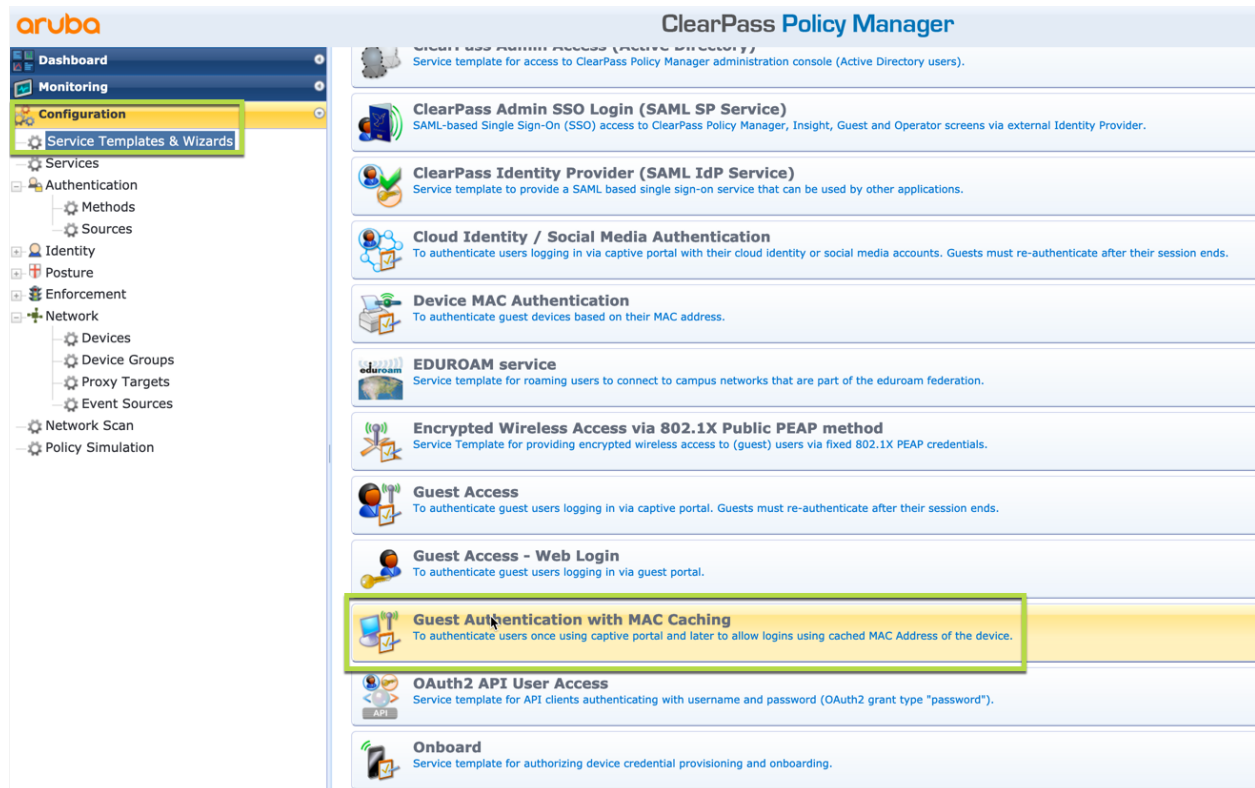 aruba
ClearPass Policy Manager
Dashboard
Monitoring
Configuration
Service Templates & Wizards
Services
Authentication
Methods
Sources
Identity
Posture
Enforcement
Network
Devices
Device Groups
Proxy Targets
Event Sources
Network Scan
Policy Simulation
ClearPass Admin Access (Active Directory)
Service template for access to ClearPass Policy Manager administration console (Active Directory users).
ClearPass Admin SSO Login (SAML SP Service)
SAML-based Single Sign-On (SSO) access to ClearPass Policy Manager, Insight, Guest and Operator screens via external Identity Provider.
ClearPass Identity Provider (SAML IdP Service)
Service template to provide a SAML based single sign-on service that can be used by other applications.
Cloud Identity / Social Media Authentication
To authenticate users logging in via captive portal with their cloud identity or social media accounts. Guests must re-authenticate after their session ends.
Device MAC Authentication
To authenticate guest devices based on their MAC address.
eduroam
EDUROAM service
Service template for roaming users to connect to campus networks that are part of the eduroam federation.
Encrypted Wireless Access via 802.1X Public PEAP method
Service Template for providing encrypted wireless access to (guest) users via fixed 802.1X PEAP credentials.
Guest Access
To authenticate guest users logging in via captive portal. Guests must re-authenticate after their session ends.
Guest Access - Web Login
To authenticate guest users logging in via guest portal.
Guest Authentication with MAC Caching
To authenticate users once using captive portal and later to allow logins using cached MAC Address of the device.
API
OAuth2 API User Access
Service template for API clients authenticating with username and password (OAuth2 grant type "password").
Onboard
Service template for authorizing device credential provisioning and onboarding.